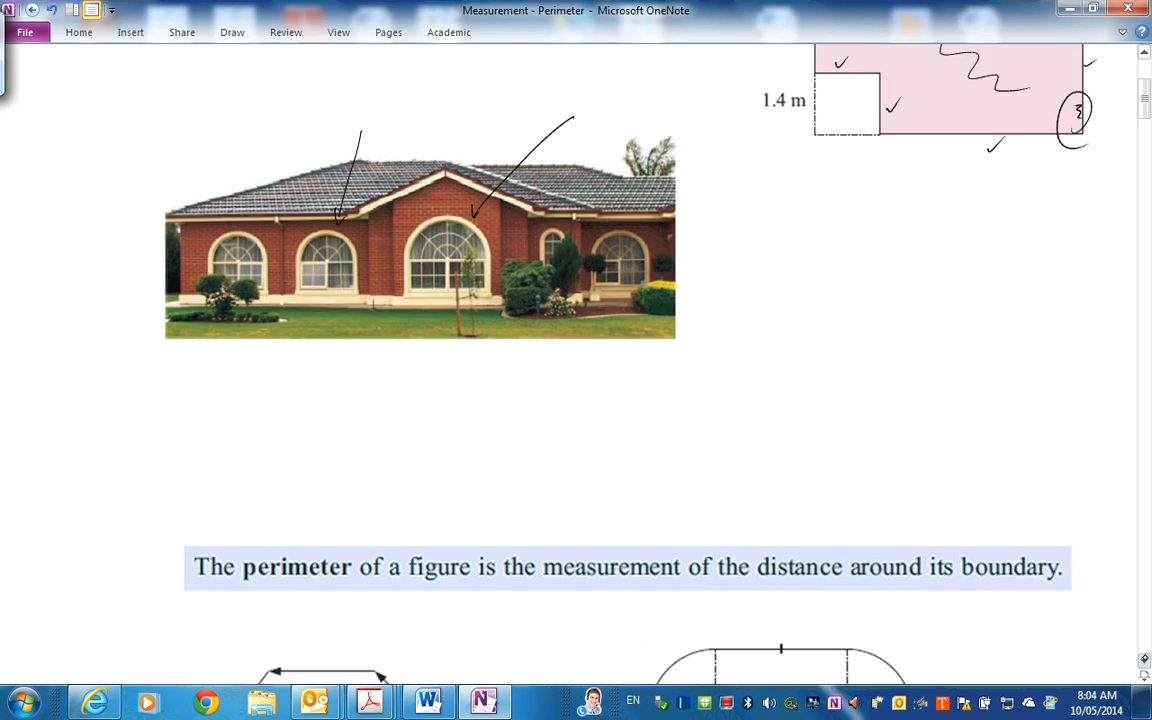 Measurement - Perimeter - Microsoft OneNote
File Home Insert Share Draw Review View Pages Academic
1.4 m
The perimeter of a figure is the measurement of the distance around its boundary.
EN
8:04 AM
10/05/2014